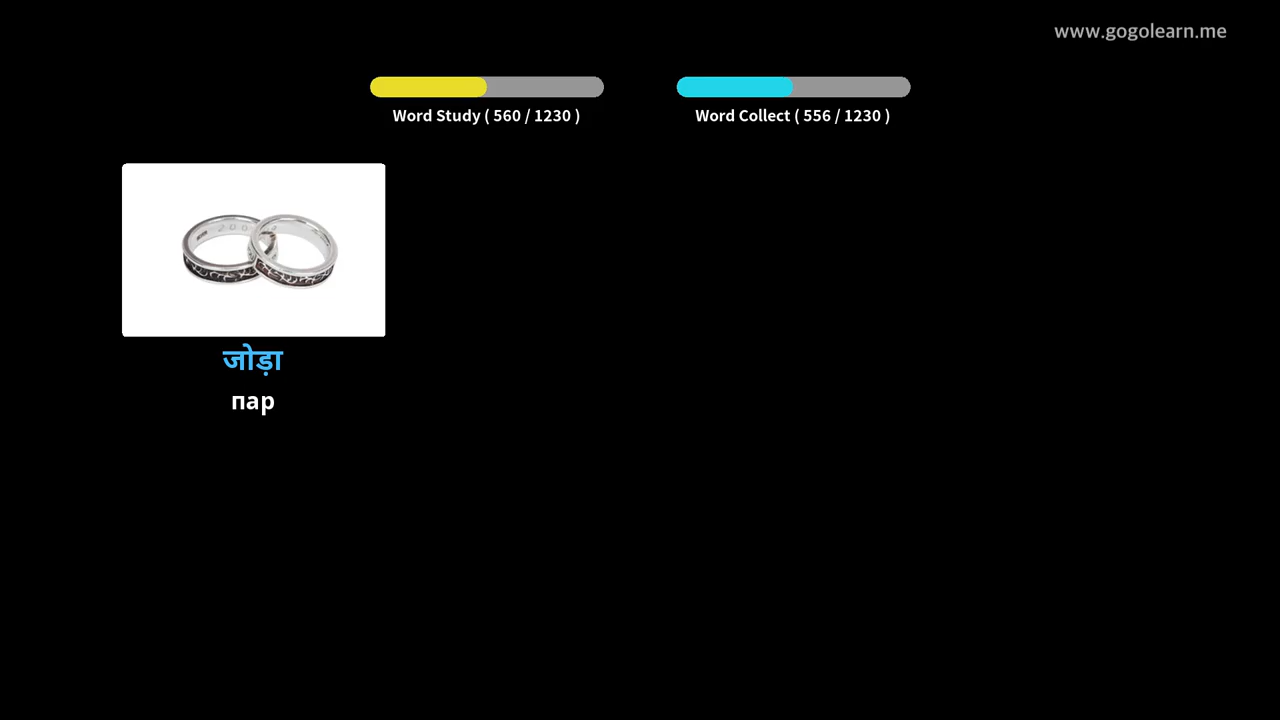 www.gogolearn.me
Word Study ( 560 / 1230 )
Word Collect ( 556 / 1230 )
जोड़ा
пар